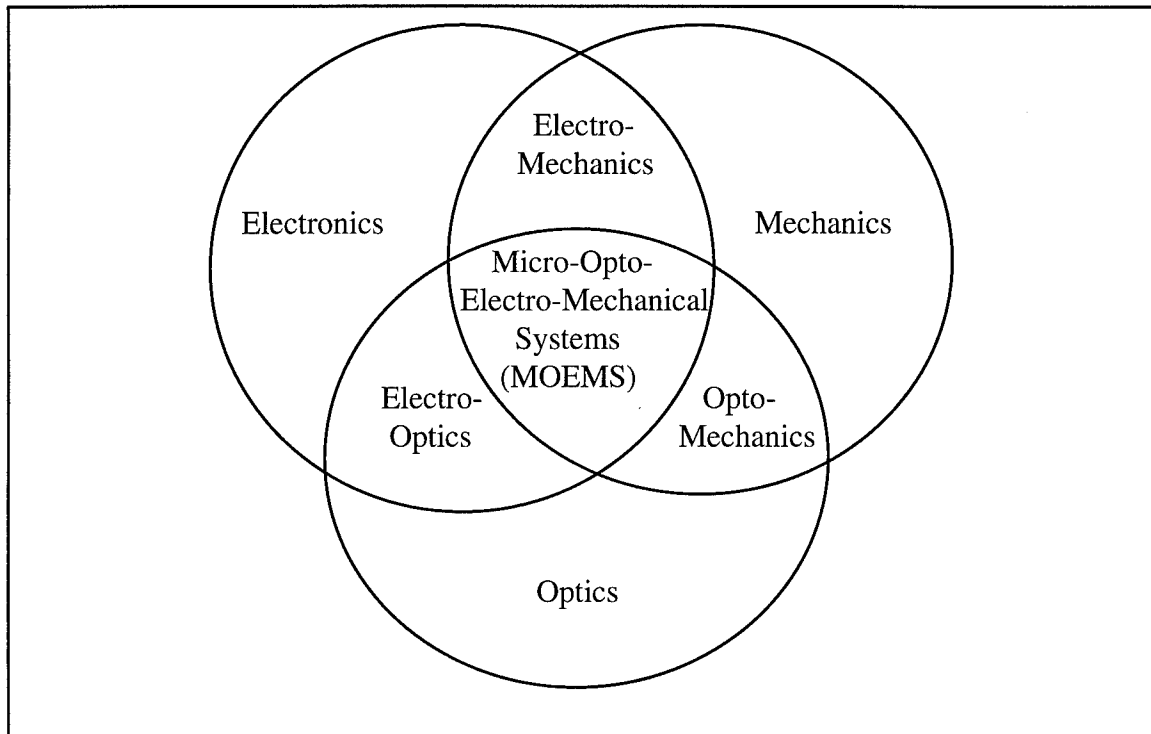 Electro-
Mechanics
Electronics
Mechanics
Micro-Opto-
Electro-Mechanical
Systems
(MOEMS)
Electro-
Optics
Opto-
Mechanics
Optics